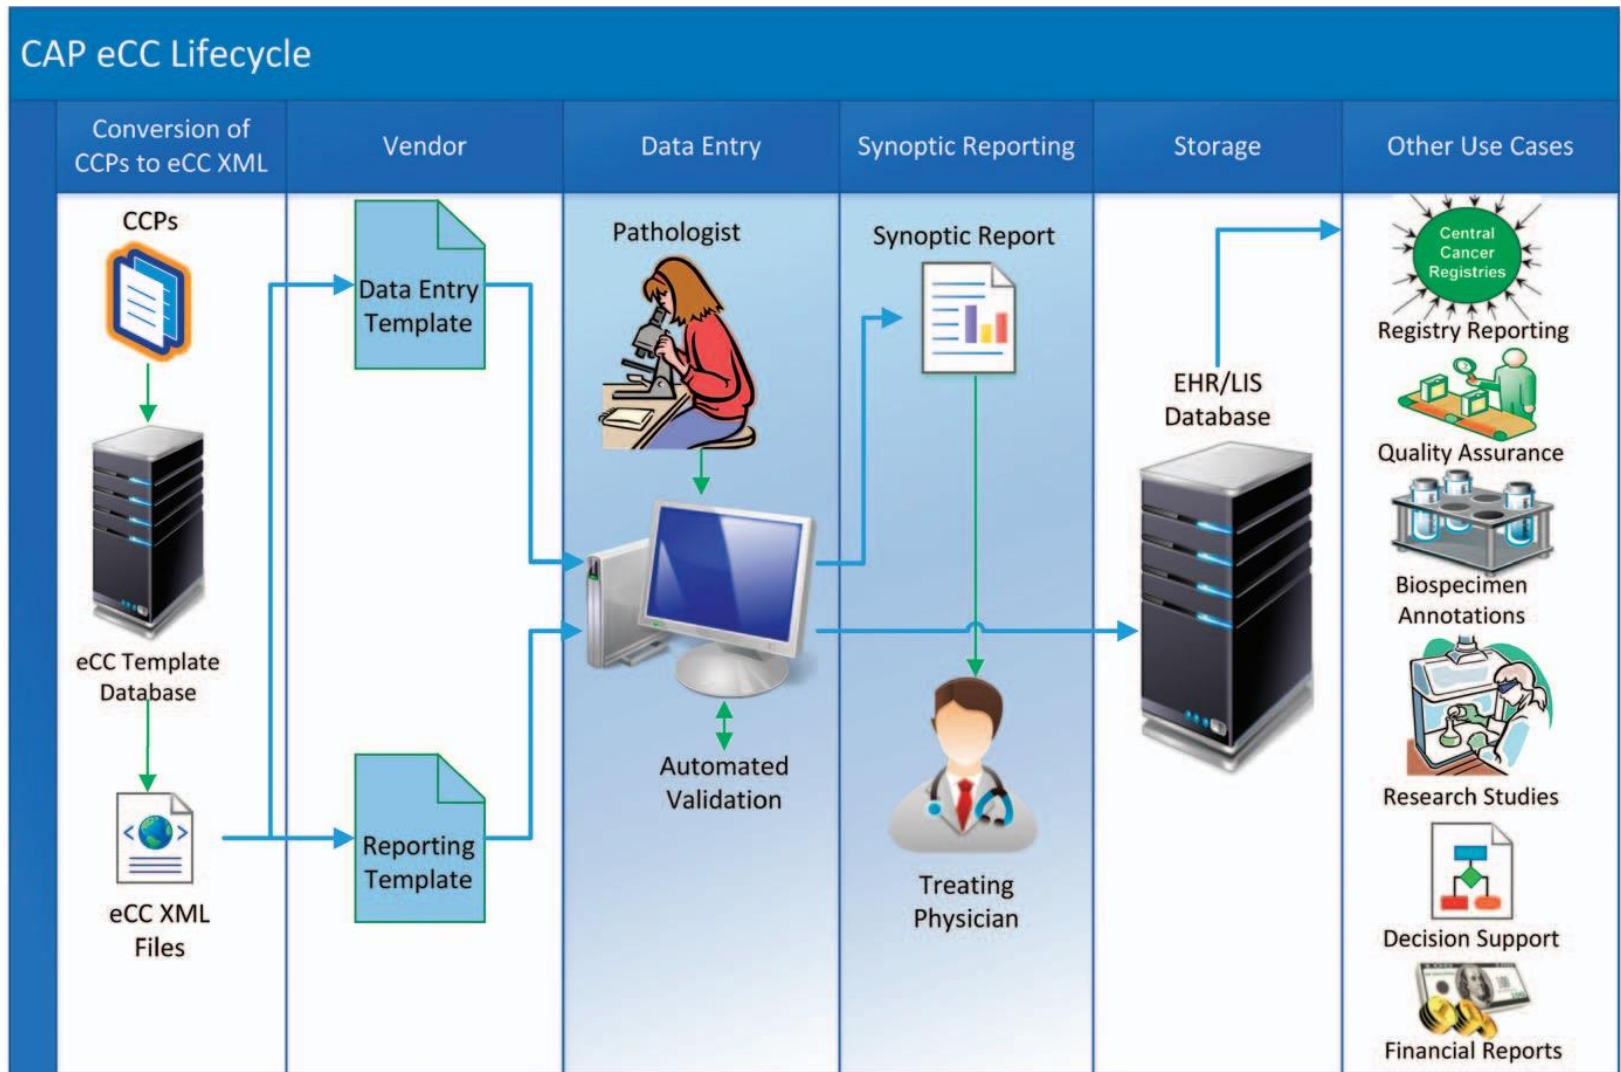 CAP eCC Lifecycle
Conversion of
CCPs to eCC XML
Vendor
Data Entry
Synoptic Reporting
Storage
Other Use Cases
CCPs
eCC Template
Database
eCC XML
Files
Data Entry
Template
Reporting
Template
Pathologist
Automated
Validation
Synoptic Report
Treating
Physician
EHR/LIS
Database
Central
Cancer
Registries
Registry Reporting
Quality Assurance
Biospecimen
Annotations
Research Studies
Decision Support
Financial Reports